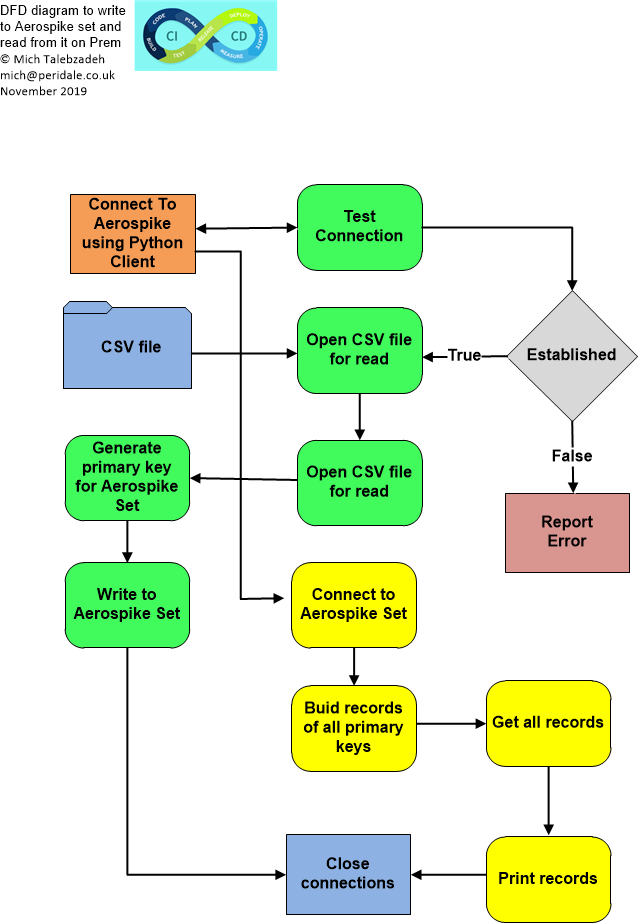 DFD diagram to write
to Aerospike set and
read from it on Prem
© Mich Talebzadeh
mich@peridale.co.uk
November 2019
CODE
PLAN
BUILD
TEST
CI
RELEASE
DEPLOY
OPERATE
MEASURE
CD
Connect To
Aerospike
using Python
Client
Test
Connection
CSV file
Open CSV file
for read
True
Established
Generate
primary key
for Aerospike
Set
Open CSV file
for read
False
Report
Error
Write to
Aerospike Set
Connect to
Aerospike Set
Buid records
of all primary
keys
Get all records
Close
connections
Print records